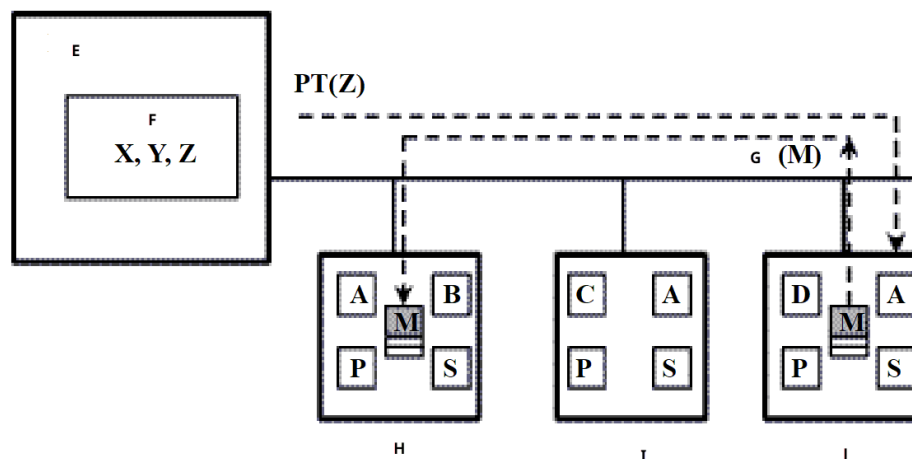 E
PT(Z)
F
X, Y, Z
G (M)
A B C A D A
M M
P S P S P S
H I J